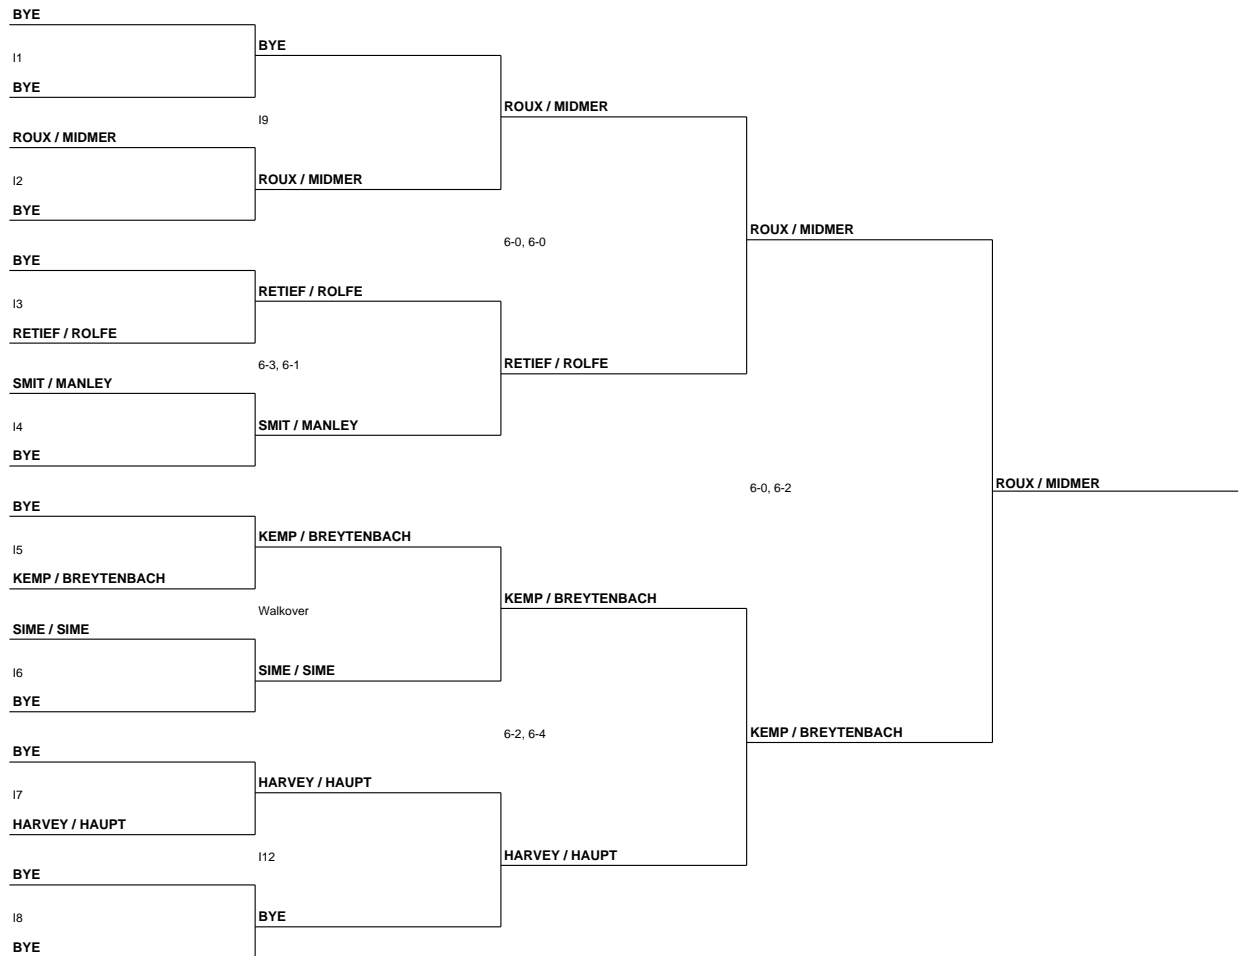 BYE
I1
BYE
BYE
I9
ROUX / MIDMER
I2
BYE
ROUX / MIDMER
ROUX / MIDMER
6-0, 6-0
BYE
I3
RETIEF / ROLFE
RETIEF / ROLFE
6-3, 6-1
SMIT / MANLEY
I4
BYE
SMIT / MANLEY
RETIEF / ROLFE
ROUX / MIDMER
6-0, 6-2
BYE
I5
KEMP / BREYTENBACH
KEMP / BREYTENBACH
Walkover
SIME / SIME
I6
BYE
SIME / SIME
KEMP / BREYTENBACH
6-2, 6-4
BYE
I7
HARVEY / HAUPT
HARVEY / HAUPT
I12
BYE
I8
BYE
BYE
HARVEY / HAUPT
KEMP / BREYTENBACH
ROUX / MIDMER